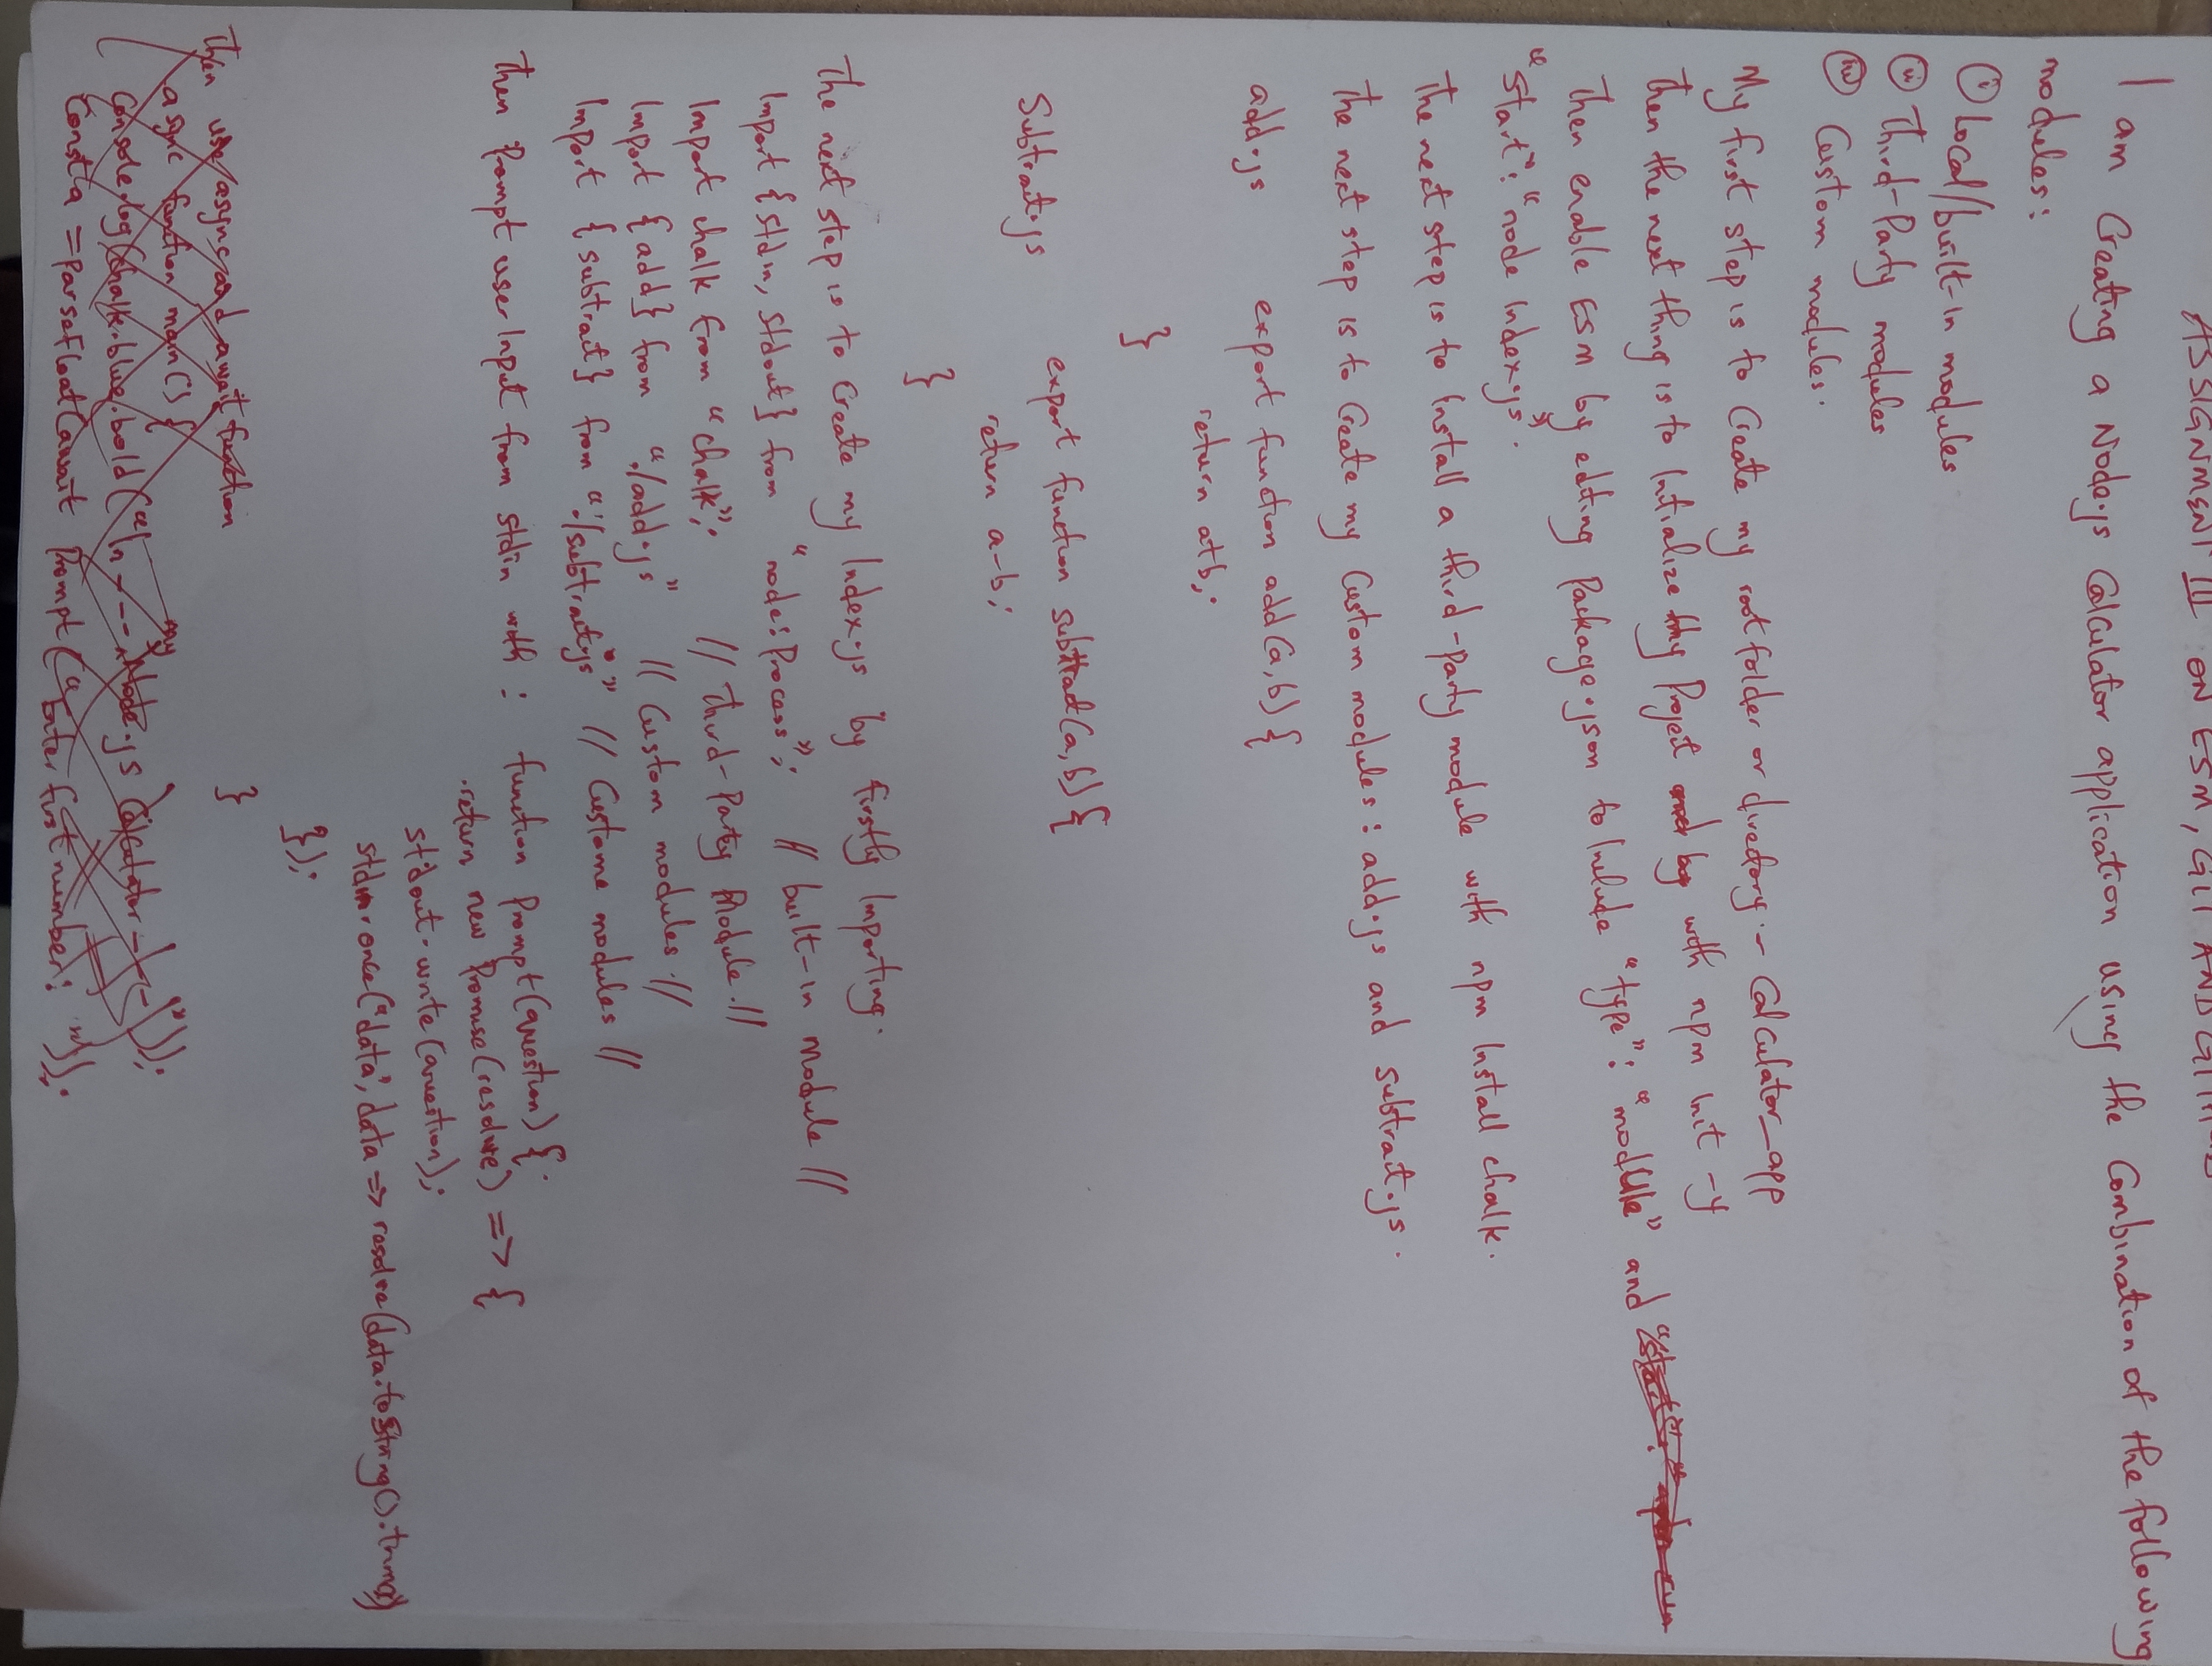 ASSIGNMENT III ON ESM, GIT AND
I am Creating a Node.js Calculator application using the Combination of the following
modules:
(i) Local/built-in modules
(ii) Third-Party modules
(iii) Custom modules.
My first step is to Create my root folder or directory:- Calculator_app
Then the next thing is to Intialize my Project by with npm init -y
Then enable ESM by editing Package.json to Include "type": "module" and
"start": "node index.js".
The next step is to Install a third-party module with npm Install chalk.
The next step is to Create my Custom modules: add.js and subtract.js.
add.js export function add(a,b) {
return a+b;
}
Subtract.js export function subtract(a,b) {
return a-b;
}
The next step is to Create my Index.js by firstly Importing.
Import {stdin, stdout} from "node:Process"; // built-in module //
Import chalk from "chalk"; // Third-Party Module.//
Import {add} from "./add.js" // Custom modules.//
Import {subtract} from "./subtract.js" // Custome modules //
Then Prompt user Input from stdin with: function Prompt(question) {
return new Promise(resolve) => {
stdout.write(question);
stdin.once("data", data => resolve(data.toString().trim())
});
}
Then use async and await function
async function main() {
Console.log(chalk.blue.bold("\n --- My Node.js Calculator ---"));
Const a = ParseFloat(await Prompt("Enter first number: "));